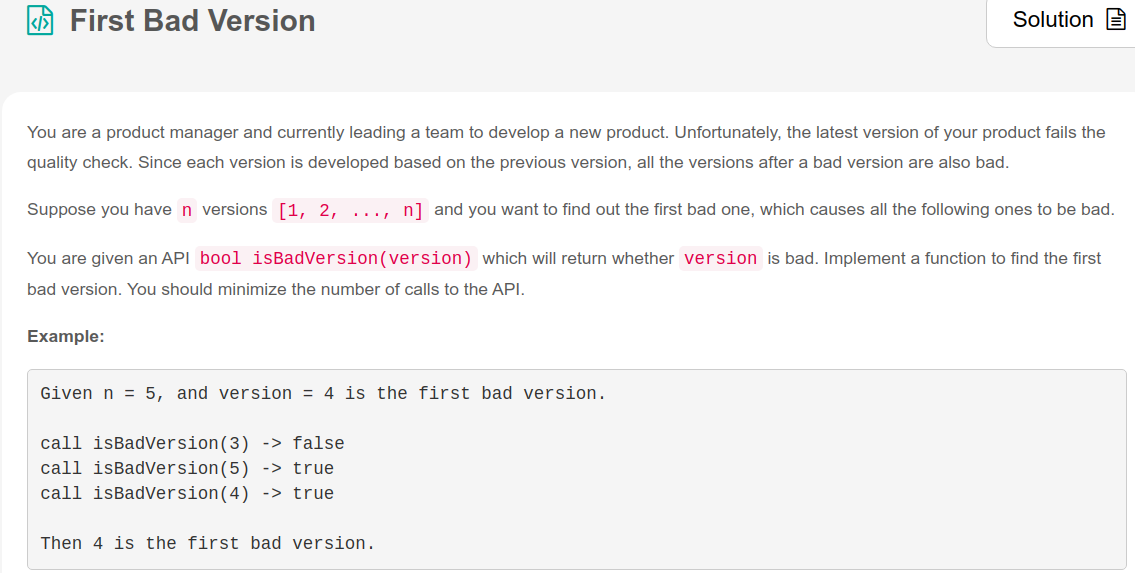 First Bad Version
Solution
You are a product manager and currently leading a team to develop a new product. Unfortunately, the latest version of your product fails the
quality check. Since each version is developed based on the previous version, all the versions after a bad version are also bad.
Suppose you have n versions [1, 2, ..., n] and you want to find out the first bad one, which causes all the following ones to be bad.
You are given an API bool isBadVersion(version) which will return whether version is bad. Implement a function to find the first
bad version. You should minimize the number of calls to the API.
Example:
Given n = 5, and version = 4 is the first bad version.
call isBadVersion(3) -> false
call isBadVersion(5) -> true
call isBadVersion(4) -> true
Then 4 is the first bad version.